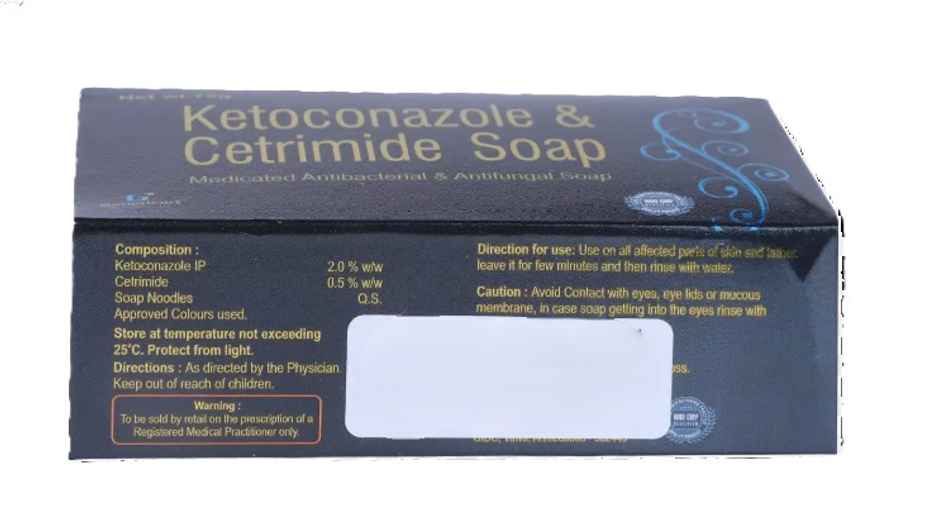 Ketoconazole &
Cetrimide Soap
Medicated Antibacterial & Antifungal Soap
Composition :
Ketoconazole IP 2.0 % w/w
Cetrimide 0.5 % w/w
Soap Noodles Q.S.
Approved Colours used.
Store at temperature not exceeding
25°C. Protect from light.
Directions : As directed by the Physician.
Keep out of reach of children.
Warning :
To be sold by retail on the prescription of a
Registered Medical Practitioner only.
Direction for use: Use on all affected parts of skin and lather,
leave it for few minutes and then rinse with water.
Caution : Avoid Contact with eyes, eye lids or mucous
membrane, in case soap getting into the eyes rinse with